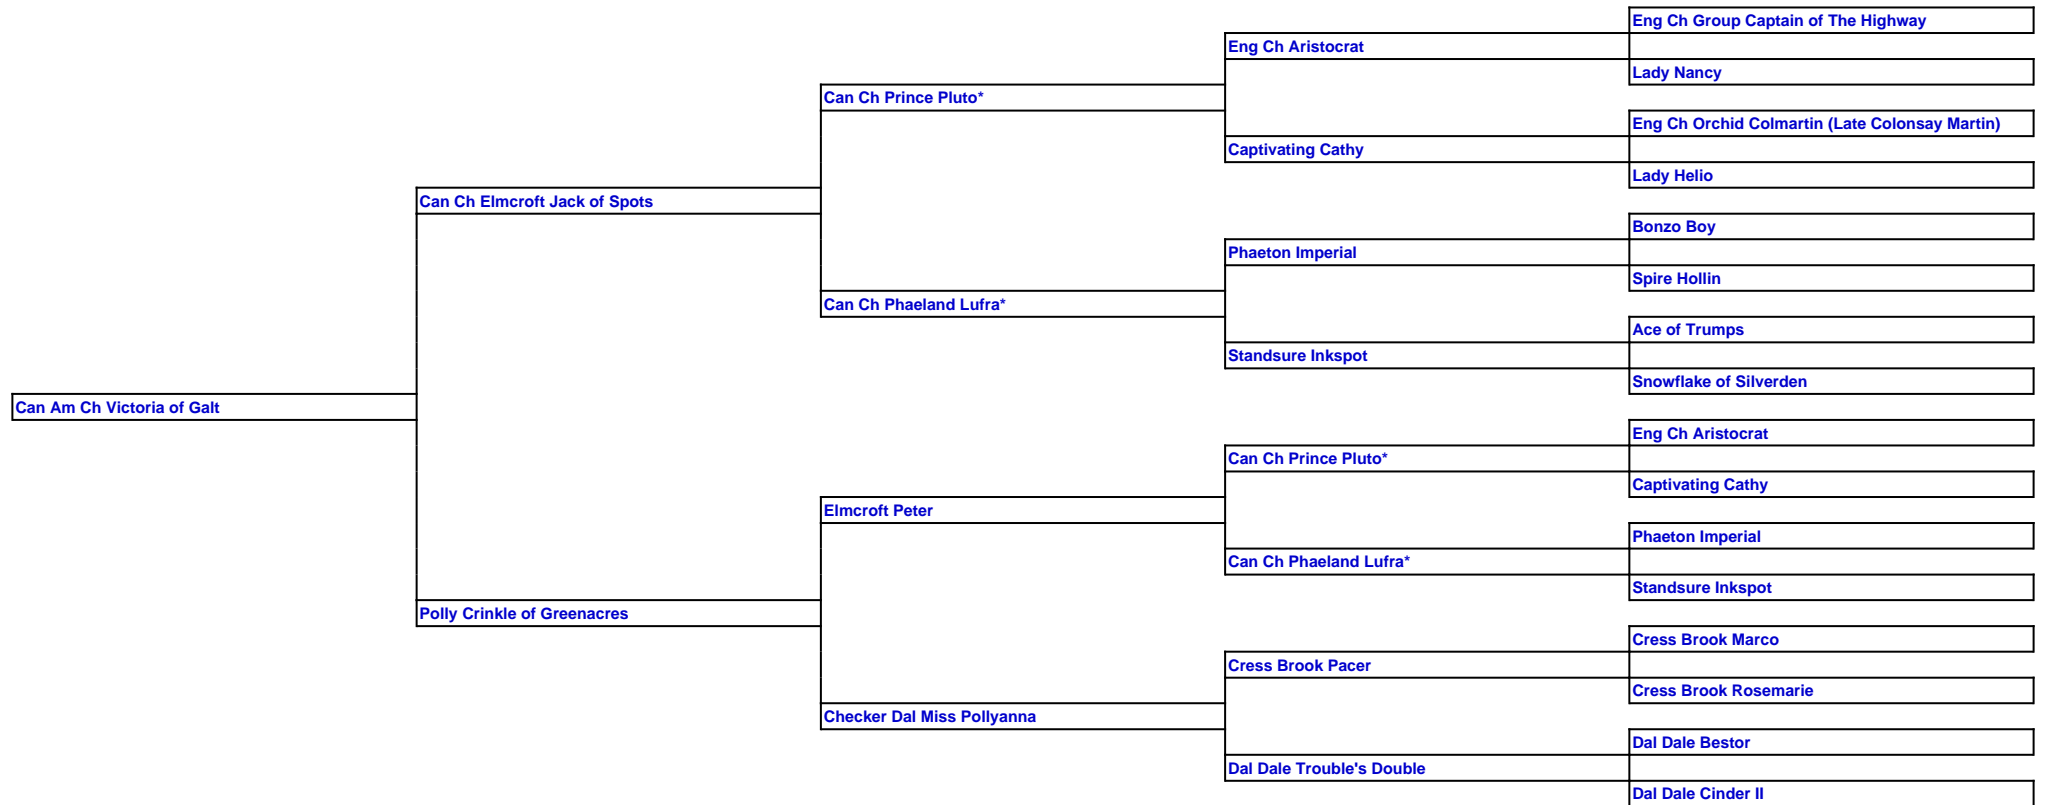 Eng Ch Group Captain of The Highway
Eng Ch Aristocrat
Lady Nancy
Can Ch Prince Pluto*
Eng Ch Orchid Colmartin (Late Colonsay Martin)
Captivating Cathy
Lady Helio
Can Ch Elmcroft Jack of Spots
Bonzo Boy
Phaeton Imperial
Spire Hollin
Can Ch Phaeland Lufra*
Ace of Trumps
Standsure Inkspot
Snowflake of Silverden
Can Am Ch Victoria of Galt
Eng Ch Aristocrat
Can Ch Prince Pluto*
Captivating Cathy
Elmcroft Peter
Phaeton Imperial
Can Ch Phaeland Lufra*
Standsure Inkspot
Polly Crinkle of Greenacres
Cress Brook Marco
Cress Brook Pacer
Cress Brook Rosemarie
Checker Dal Miss Pollyanna
Dal Dale Bestor
Dal Dale Trouble's Double
Dal Dale Cinder II